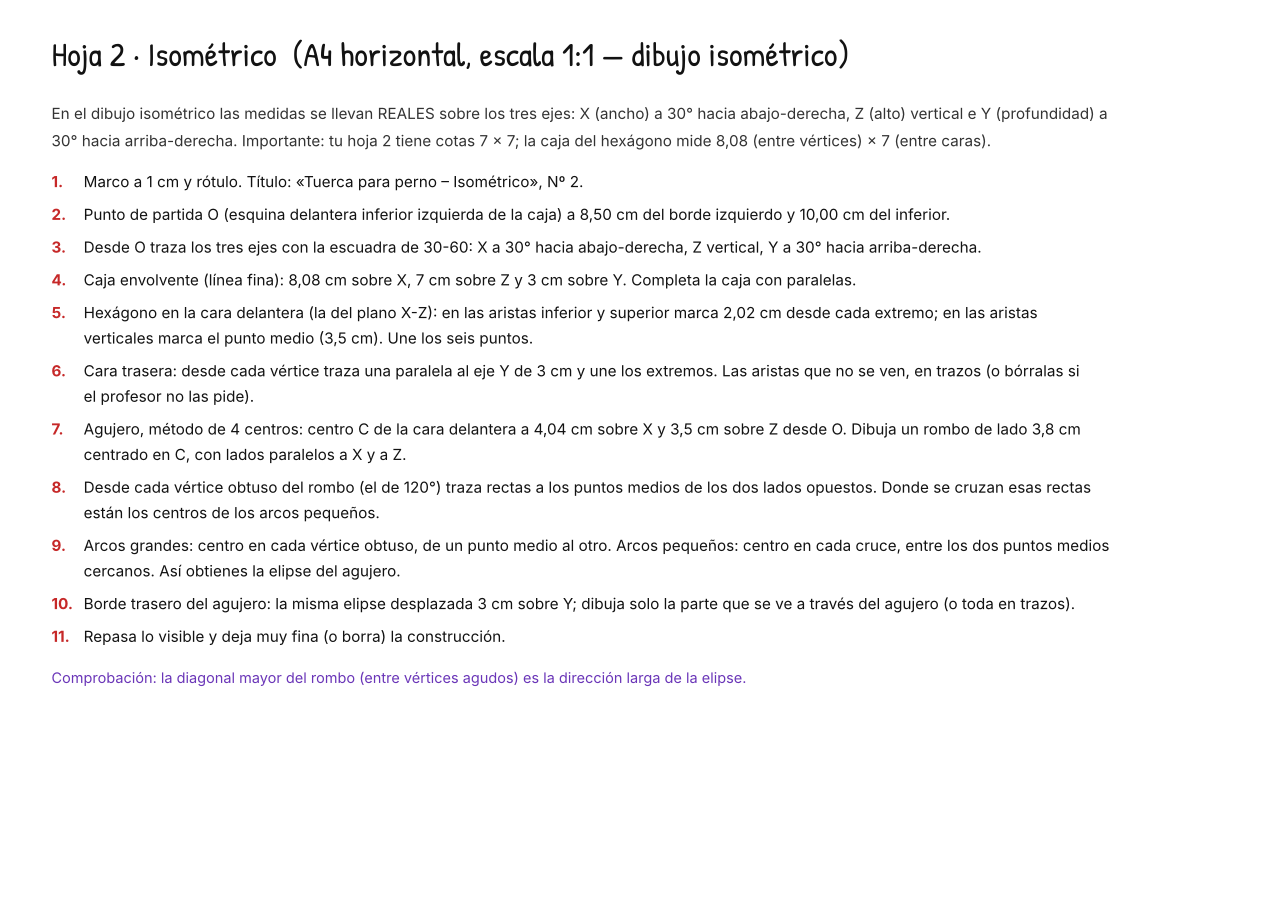 Hoja 2 · Isométrico (A4 horizontal, escala 1:1 — dibujo isométrico)
En el dibujo isométrico las medidas se llevan REALES sobre los tres ejes: X (ancho) a 30° hacia abajo-derecha, Z (alto) vertical e Y (profundidad) a
30° hacia arriba-derecha. Importante: tu hoja 2 tiene cotas 7 × 7; la caja del hexágono mide 8,08 (entre vértices) × 7 (entre caras).
1. Marco a 1 cm y rótulo. Título: «Tuerca para perno – Isométrico», Nº 2.
2. Punto de partida O (esquina delantera inferior izquierda de la caja) a 8,50 cm del borde izquierdo y 10,00 cm del inferior.
3. Desde O traza los tres ejes con la escuadra de 30-60: X a 30° hacia abajo-derecha, Z vertical, Y a 30° hacia arriba-derecha.
4. Caja envolvente (línea fina): 8,08 cm sobre X, 7 cm sobre Z y 3 cm sobre Y. Completa la caja con paralelas.
5. Hexágono en la cara delantera (la del plano X-Z): en las aristas inferior y superior marca 2,02 cm desde cada extremo; en las aristas
verticales marca el punto medio (3,5 cm). Une los seis puntos.
6. Cara trasera: desde cada vértice traza una paralela al eje Y de 3 cm y une los extremos. Las aristas que no se ven, en trazos (o bórralas si
el profesor no las pide).
7. Agujero, método de 4 centros: centro C de la cara delantera a 4,04 cm sobre X y 3,5 cm sobre Z desde O. Dibuja un rombo de lado 3,8 cm
centrado en C, con lados paralelos a X y a Z.
8. Desde cada vértice obtuso del rombo (el de 120°) traza rectas a los puntos medios de los dos lados opuestos. Donde se cruzan esas rectas
están los centros de los arcos pequeños.
9. Arcos grandes: centro en cada vértice obtuso, de un punto medio al otro. Arcos pequeños: centro en cada cruce, entre los dos puntos medios
cercanos. Así obtienes la elipse del agujero.
10. Borde trasero del agujero: la misma elipse desplazada 3 cm sobre Y; dibuja solo la parte que se ve a través del agujero (o toda en trazos).
11. Repasa lo visible y deja muy fina (o borra) la construcción.
Comprobación: la diagonal mayor del rombo (entre vértices agudos) es la dirección larga de la elipse.